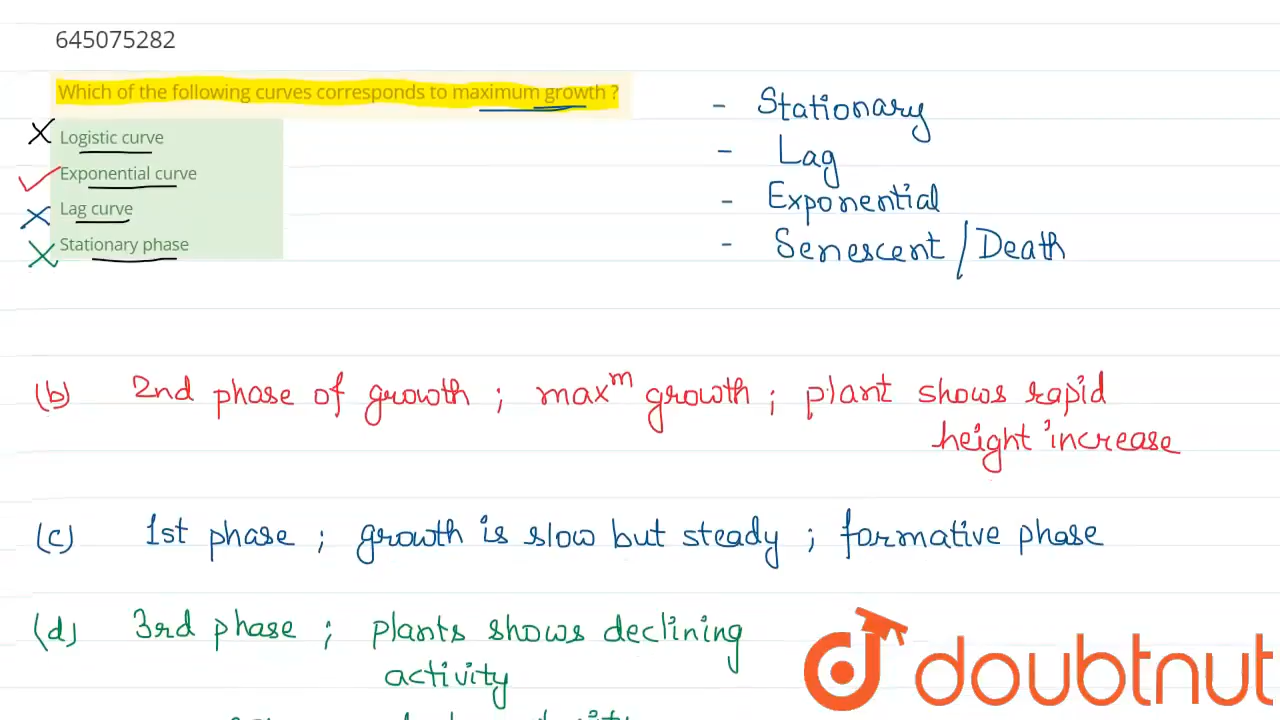 645075282
Which of the following curves corresponds to maximum growth ?
Logistic curve
Exponential curve
Lag curve
Stationary phase
- Stationary
- Lag
- Exponential
- Senescent / Death
(b) 2nd phase of growth ; maxᵐ growth ; plant shows rapid
height increase
(c) 1st phase ; growth is slow but steady ; formative phase
(d) 3rd phase ; plants shows declining
activity
doubtnut